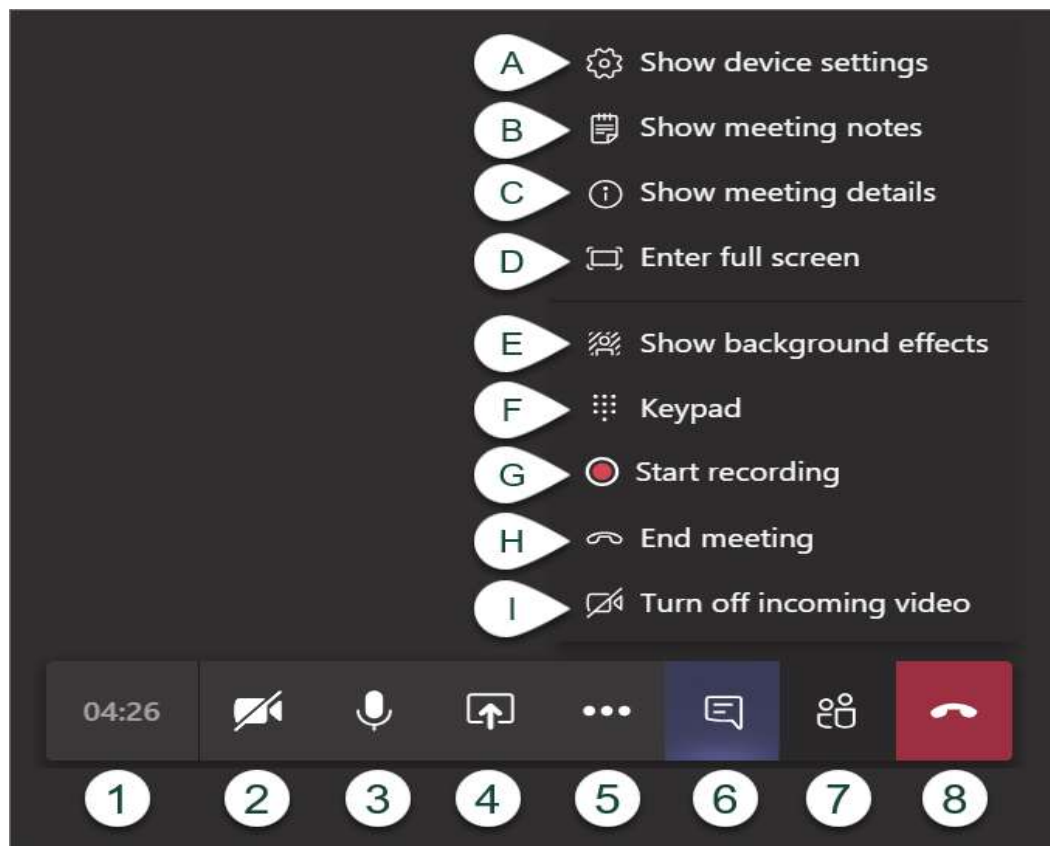 A Show device settings
B Show meeting notes
C Show meeting details
D Enter full screen
E Show background effects
F Keypad
G Start recording
H End meeting
I Turn off incoming video
04:26
1 2 3 4 5 6 7 8